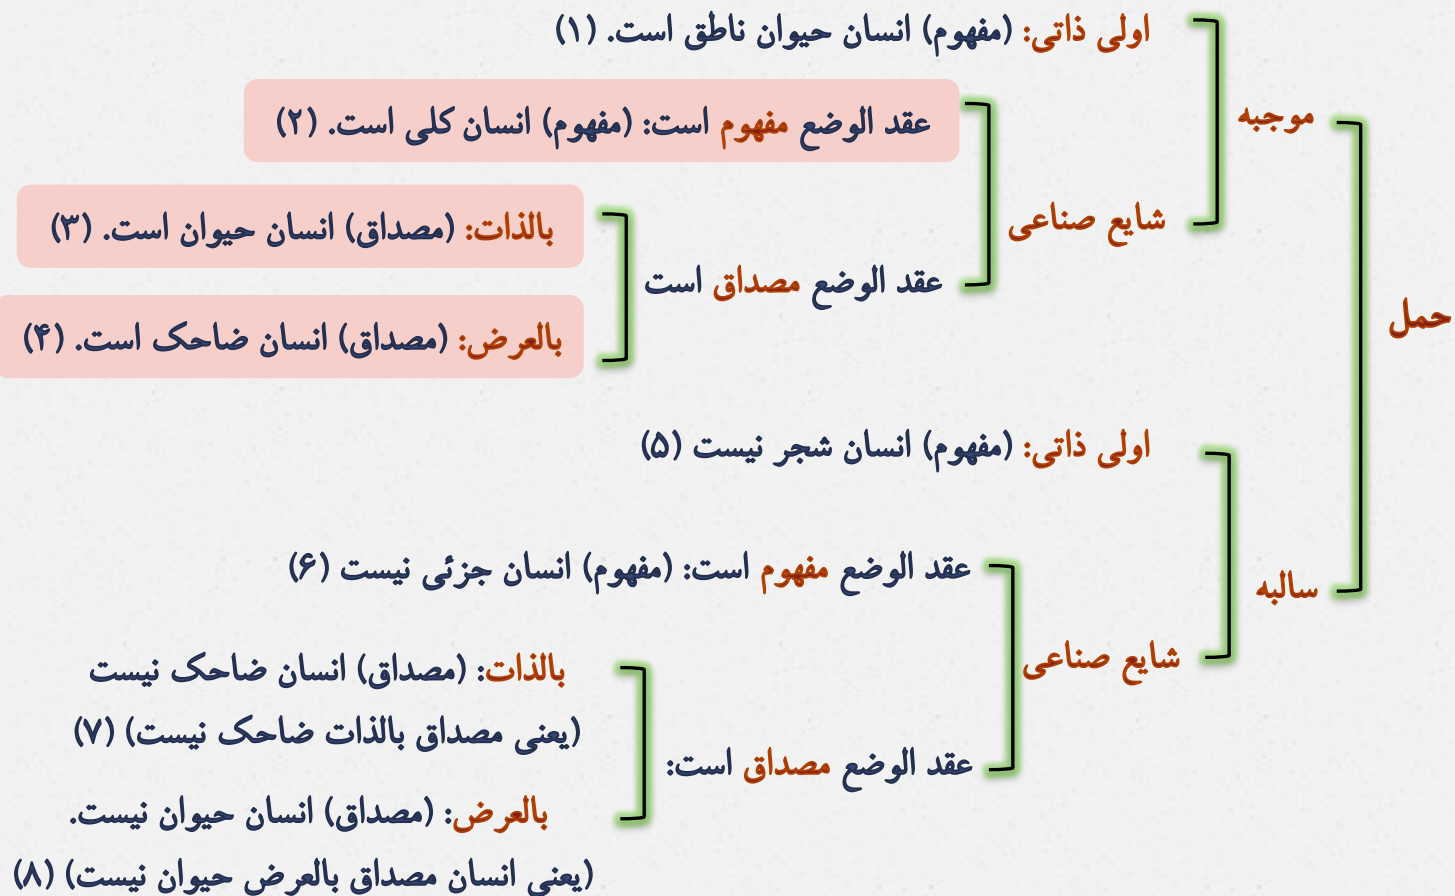 حمل
موجبه
اولی ذاتی: (مفهوم) انسان حیوان ناطق است. (۱)
شایع صناعی
عقد الوضع مفهوم است: (مفهوم) انسان کلی است. (۲)
عقد الوضع مصداق است
بالذات: (مصداق) انسان حیوان است. (۳)
بالعرض: (مصداق) انسان ضاحک است. (۴)
سالبه
اولی ذاتی: (مفهوم) انسان شجر نیست (۵)
شایع صناعی
عقد الوضع مفهوم است: (مفهوم) انسان جزئی نیست (۶)
عقد الوضع مصداق است:
بالذات: (مصداق) انسان ضاحک نیست
(یعنی مصداق بالذات ضاحک نیست) (۷)
بالعرض: (مصداق) انسان حیوان نیست.
(یعنی انسان مصداق بالعرض حیوان نیست) (۸)